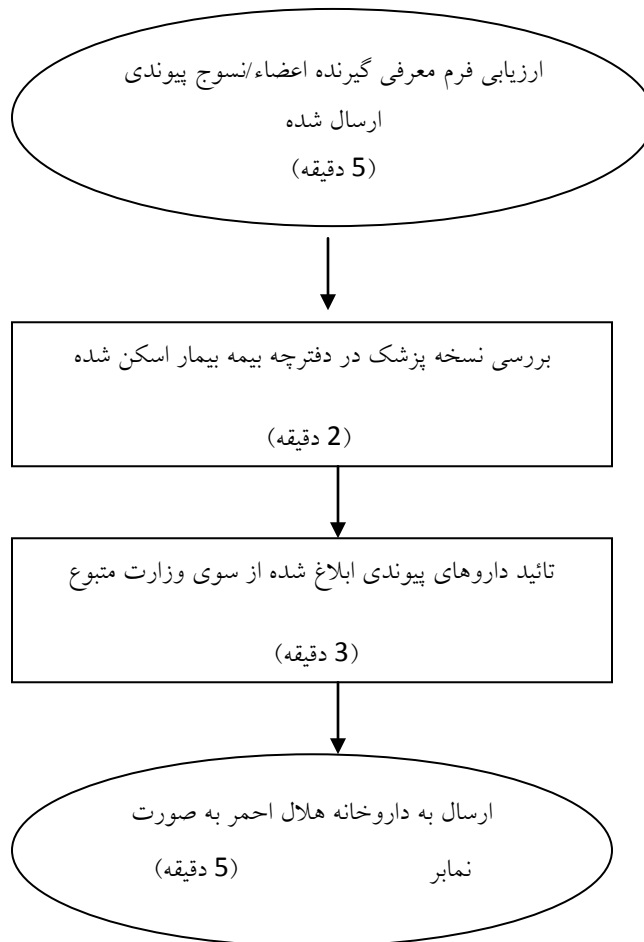 ارزیابی فرم معرفی گیرنده اعضاء/نسوج پیوندی
ارسال شده
(5 دقیقه)
بررسی نسخه پزشک در دفترچه بیمه بیمار اسکن شده
(2 دقیقه)
تائید داروهای پیوندی ابلاغ شده از سوی وزارت متبوع
(3 دقیقه)
ارسال به داروخانه هلال احمر به صورت
نمابر (5 دقیقه)